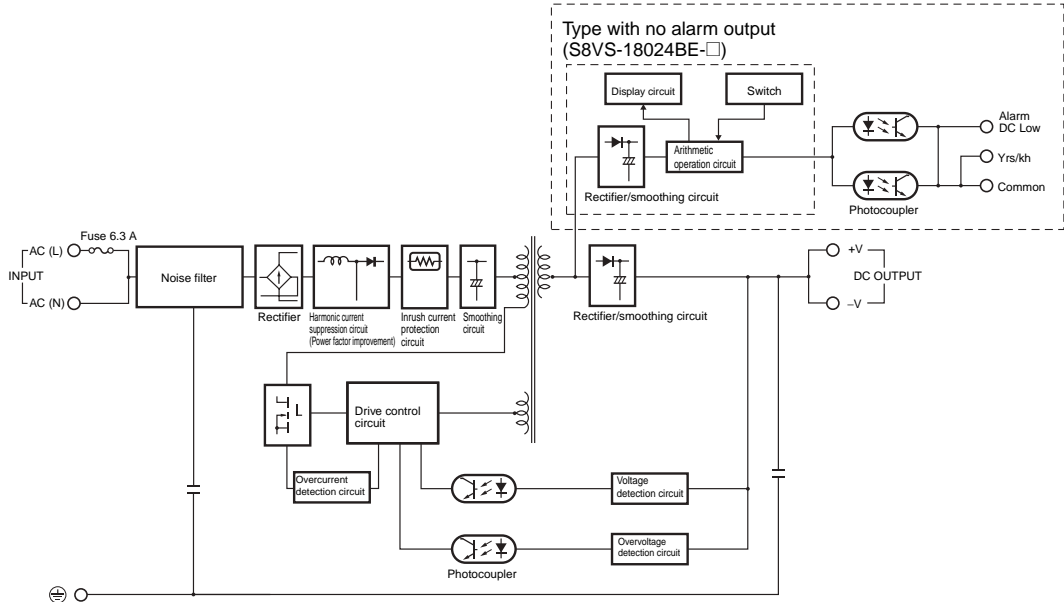 Type with no alarm output
(S8VS-18024BE-□)
Display circuit
Switch
Alarm
DC Low
Arithmetic
operation circuit
Yrs/kh
Common
Rectifier/smoothing circuit
Photocoupler
Fuse 6.3 A
AC (L)
INPUT
AC (N)
Noise filter
+V
DC OUTPUT
−V
Rectifier
Harmonic current
suppression circuit
(Power factor improvement)
Inrush current
protection
circuit
Smoothing
circuit
Rectifier/smoothing circuit
Drive control
circuit
Overcurrent
detection circuit
Voltage
detection circuit
Overvoltage
detection circuit
Photocoupler